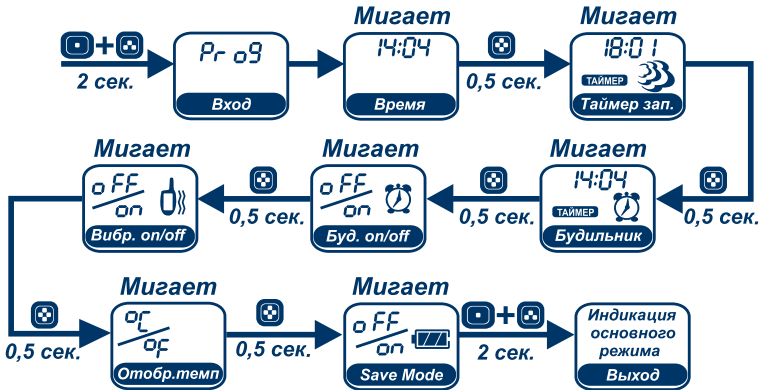 Мигает
Мигает
+
2 сек.
Prog
Вход
14:04
Время
0,5 сек.
18:01
ТАЙМЕР
Таймер зап.
Мигает
Мигает
Мигает
0,5 сек.
14:04
ТАЙМЕР
Будильник
0,5 сек.
oFF
on
Буд. on/off
0,5 сек.
oFF
on
Вибр. on/off
0,5 сек.
Мигает
Мигает
°C
°F
Отобр.темп
0,5 сек.
oFF
on
Save Mode
+
2 сек.
Индикация
основного
режима
Выход